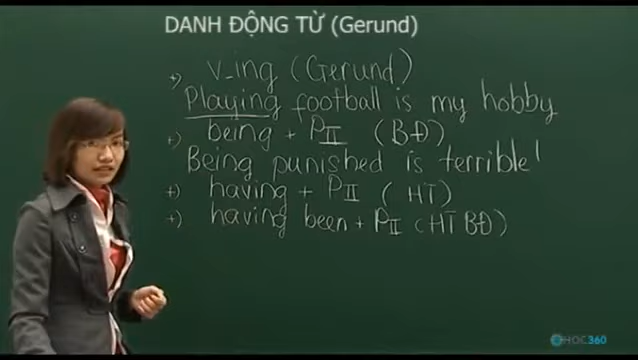 DANH ĐỘNG TỪ (Gerund)
+) V_ing (Gerund)
Playing football is my hobby
+) being + PII (BĐ)
Being punished is terrible!
+) having + PII (HT)
+) having been + PII (HT BĐ)
HOC360